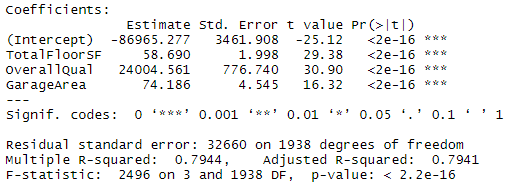 Coefficients:
Estimate Std. Error t value Pr(>|t|)
(Intercept) -86965.277 3461.908 -25.12 <2e-16 ***
TotalFloorSF 58.690 1.998 29.38 <2e-16 ***
OverallQual 24004.561 776.740 30.90 <2e-16 ***
GarageArea 74.186 4.545 16.32 <2e-16 ***
---
Signif. codes: 0 ‘***’ 0.001 ‘**’ 0.01 ‘*’ 0.05 ‘.’ 0.1 ‘ ’ 1
Residual standard error: 32660 on 1938 degrees of freedom
Multiple R-squared: 0.7944, Adjusted R-squared: 0.7941
F-statistic: 2496 on 3 and 1938 DF, p-value: < 2.2e-16